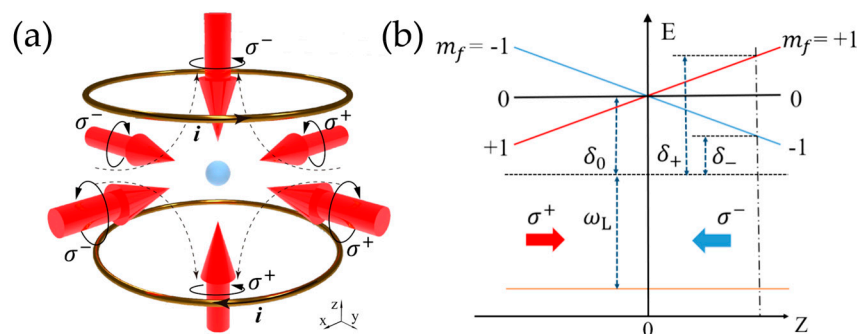 (a)
σ⁻
i
σ⁻
σ⁺
σ⁻
σ⁺
σ⁺
i
z
x
y
(b)
E
m_f = -1
m_f = +1
0
0
+1
-1
δ₀
δ₊
δ₋
ω_L
σ⁺
σ⁻
0
Z